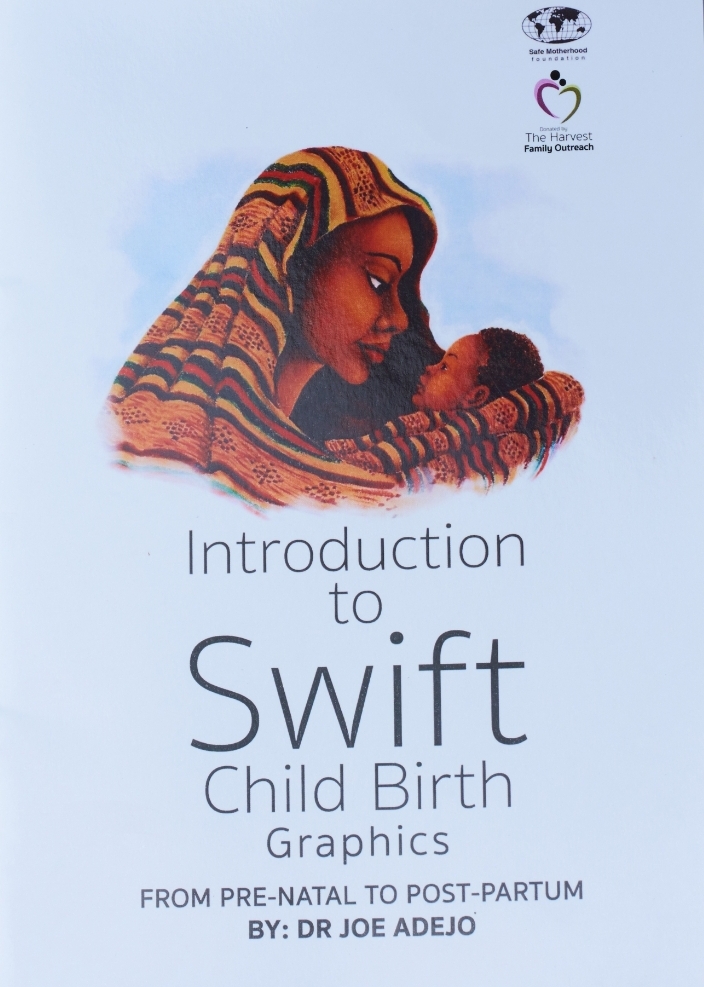 Safe Motherhood
foundation
Donated by
The Harvest
Family Outreach
Introduction
to
Swift
Child Birth
Graphics
FROM PRE-NATAL TO POST-PARTUM
BY: DR JOE ADEJO